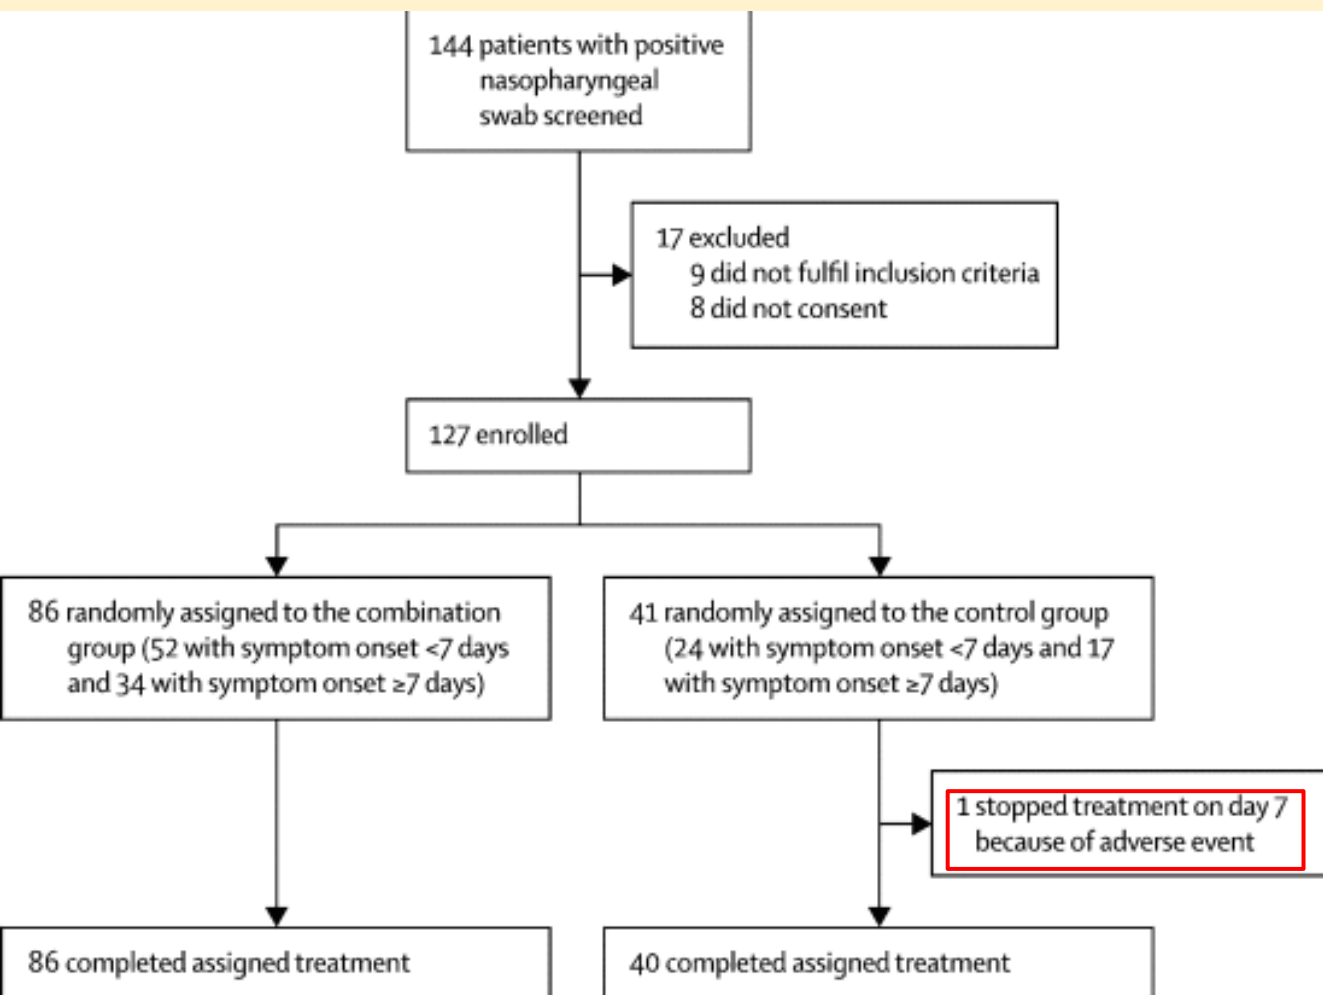 144 patients with positive
nasopharyngeal
swab screened
17 excluded
9 did not fulfil inclusion criteria
8 did not consent
127 enrolled
86 randomly assigned to the combination
group (52 with symptom onset <7 days
and 34 with symptom onset ≥7 days)
41 randomly assigned to the control group
(24 with symptom onset <7 days and 17
with symptom onset ≥7 days)
1 stopped treatment on day 7
because of adverse event
86 completed assigned treatment
40 completed assigned treatment